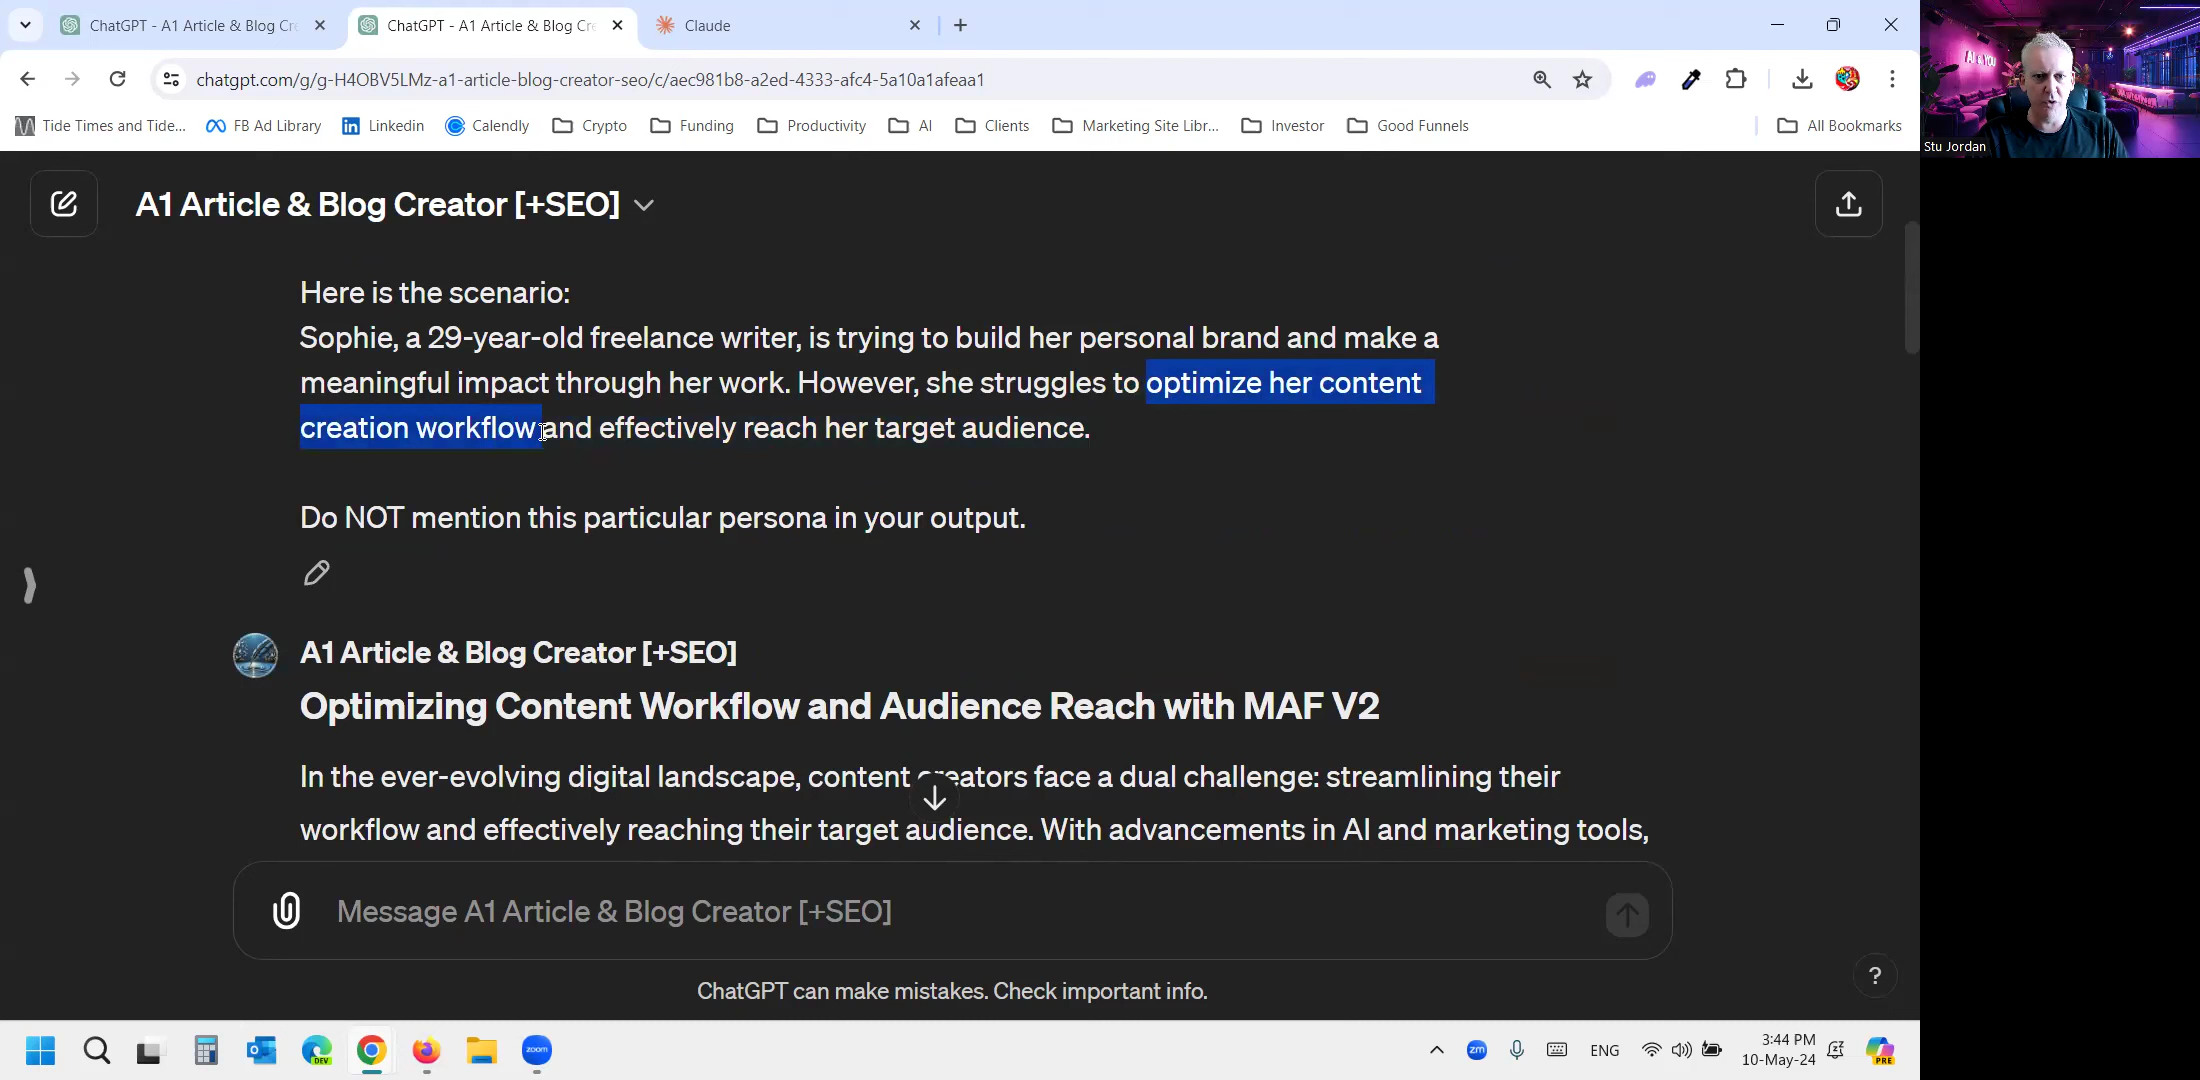 ChatGPT - A1 Article & Blog Cre
ChatGPT - A1 Article & Blog Cre
Claude
chatgpt.com/g/g-H4OBV5LMz-a1-article-blog-creator-seo/c/aec981b8-a2ed-4333-afc4-5a10a1afeaa1
Tide Times and Tide...
FB Ad Library
Linkedin
Calendly
Crypto
Funding
Productivity
AI
Clients
Marketing Site Libr...
Investor
Good Funnels
All Bookmarks
AI & YOU
Stu Jordan
A1 Article & Blog Creator [+SEO]
Here is the scenario:
Sophie, a 29-year-old freelance writer, is trying to build her personal brand and make a
meaningful impact through her work. However, she struggles to optimize her content
creation workflow and effectively reach her target audience.
Do NOT mention this particular persona in your output.
A1 Article & Blog Creator [+SEO]
Optimizing Content Workflow and Audience Reach with MAF V2
In the ever-evolving digital landscape, content creators face a dual challenge: streamlining their
workflow and effectively reaching their target audience. With advancements in AI and marketing tools,
Message A1 Article & Blog Creator [+SEO]
ChatGPT can make mistakes. Check important info.
?
DEV
zoom
zm
ENG
3:44 PM
10-May-24
PRE